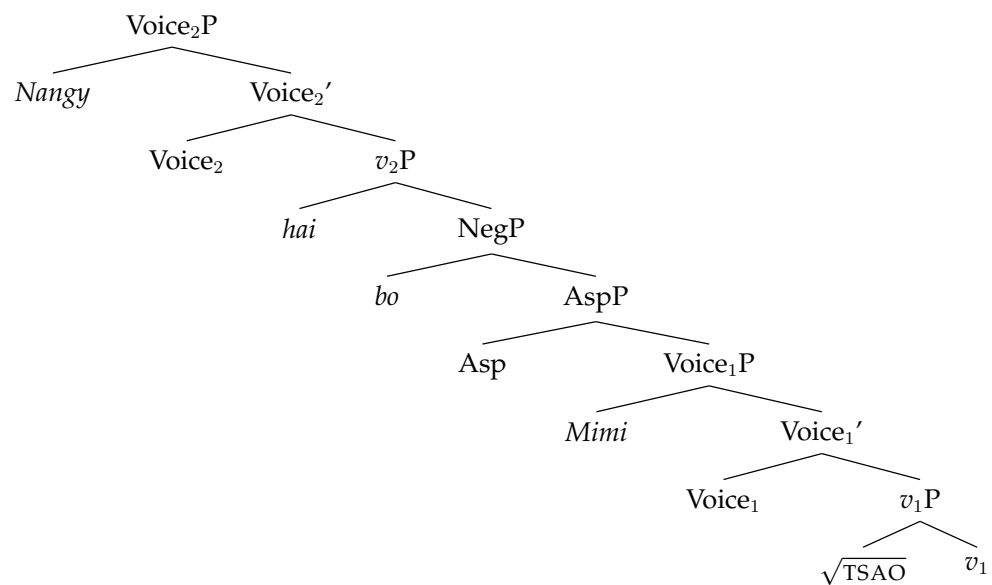 Voice₂P
Nangy Voice₂′
Voice₂ v₂P
hai NegP
bo AspP
Asp Voice₁P
Mimi Voice₁′
Voice₁ v₁P
√TSAO v₁